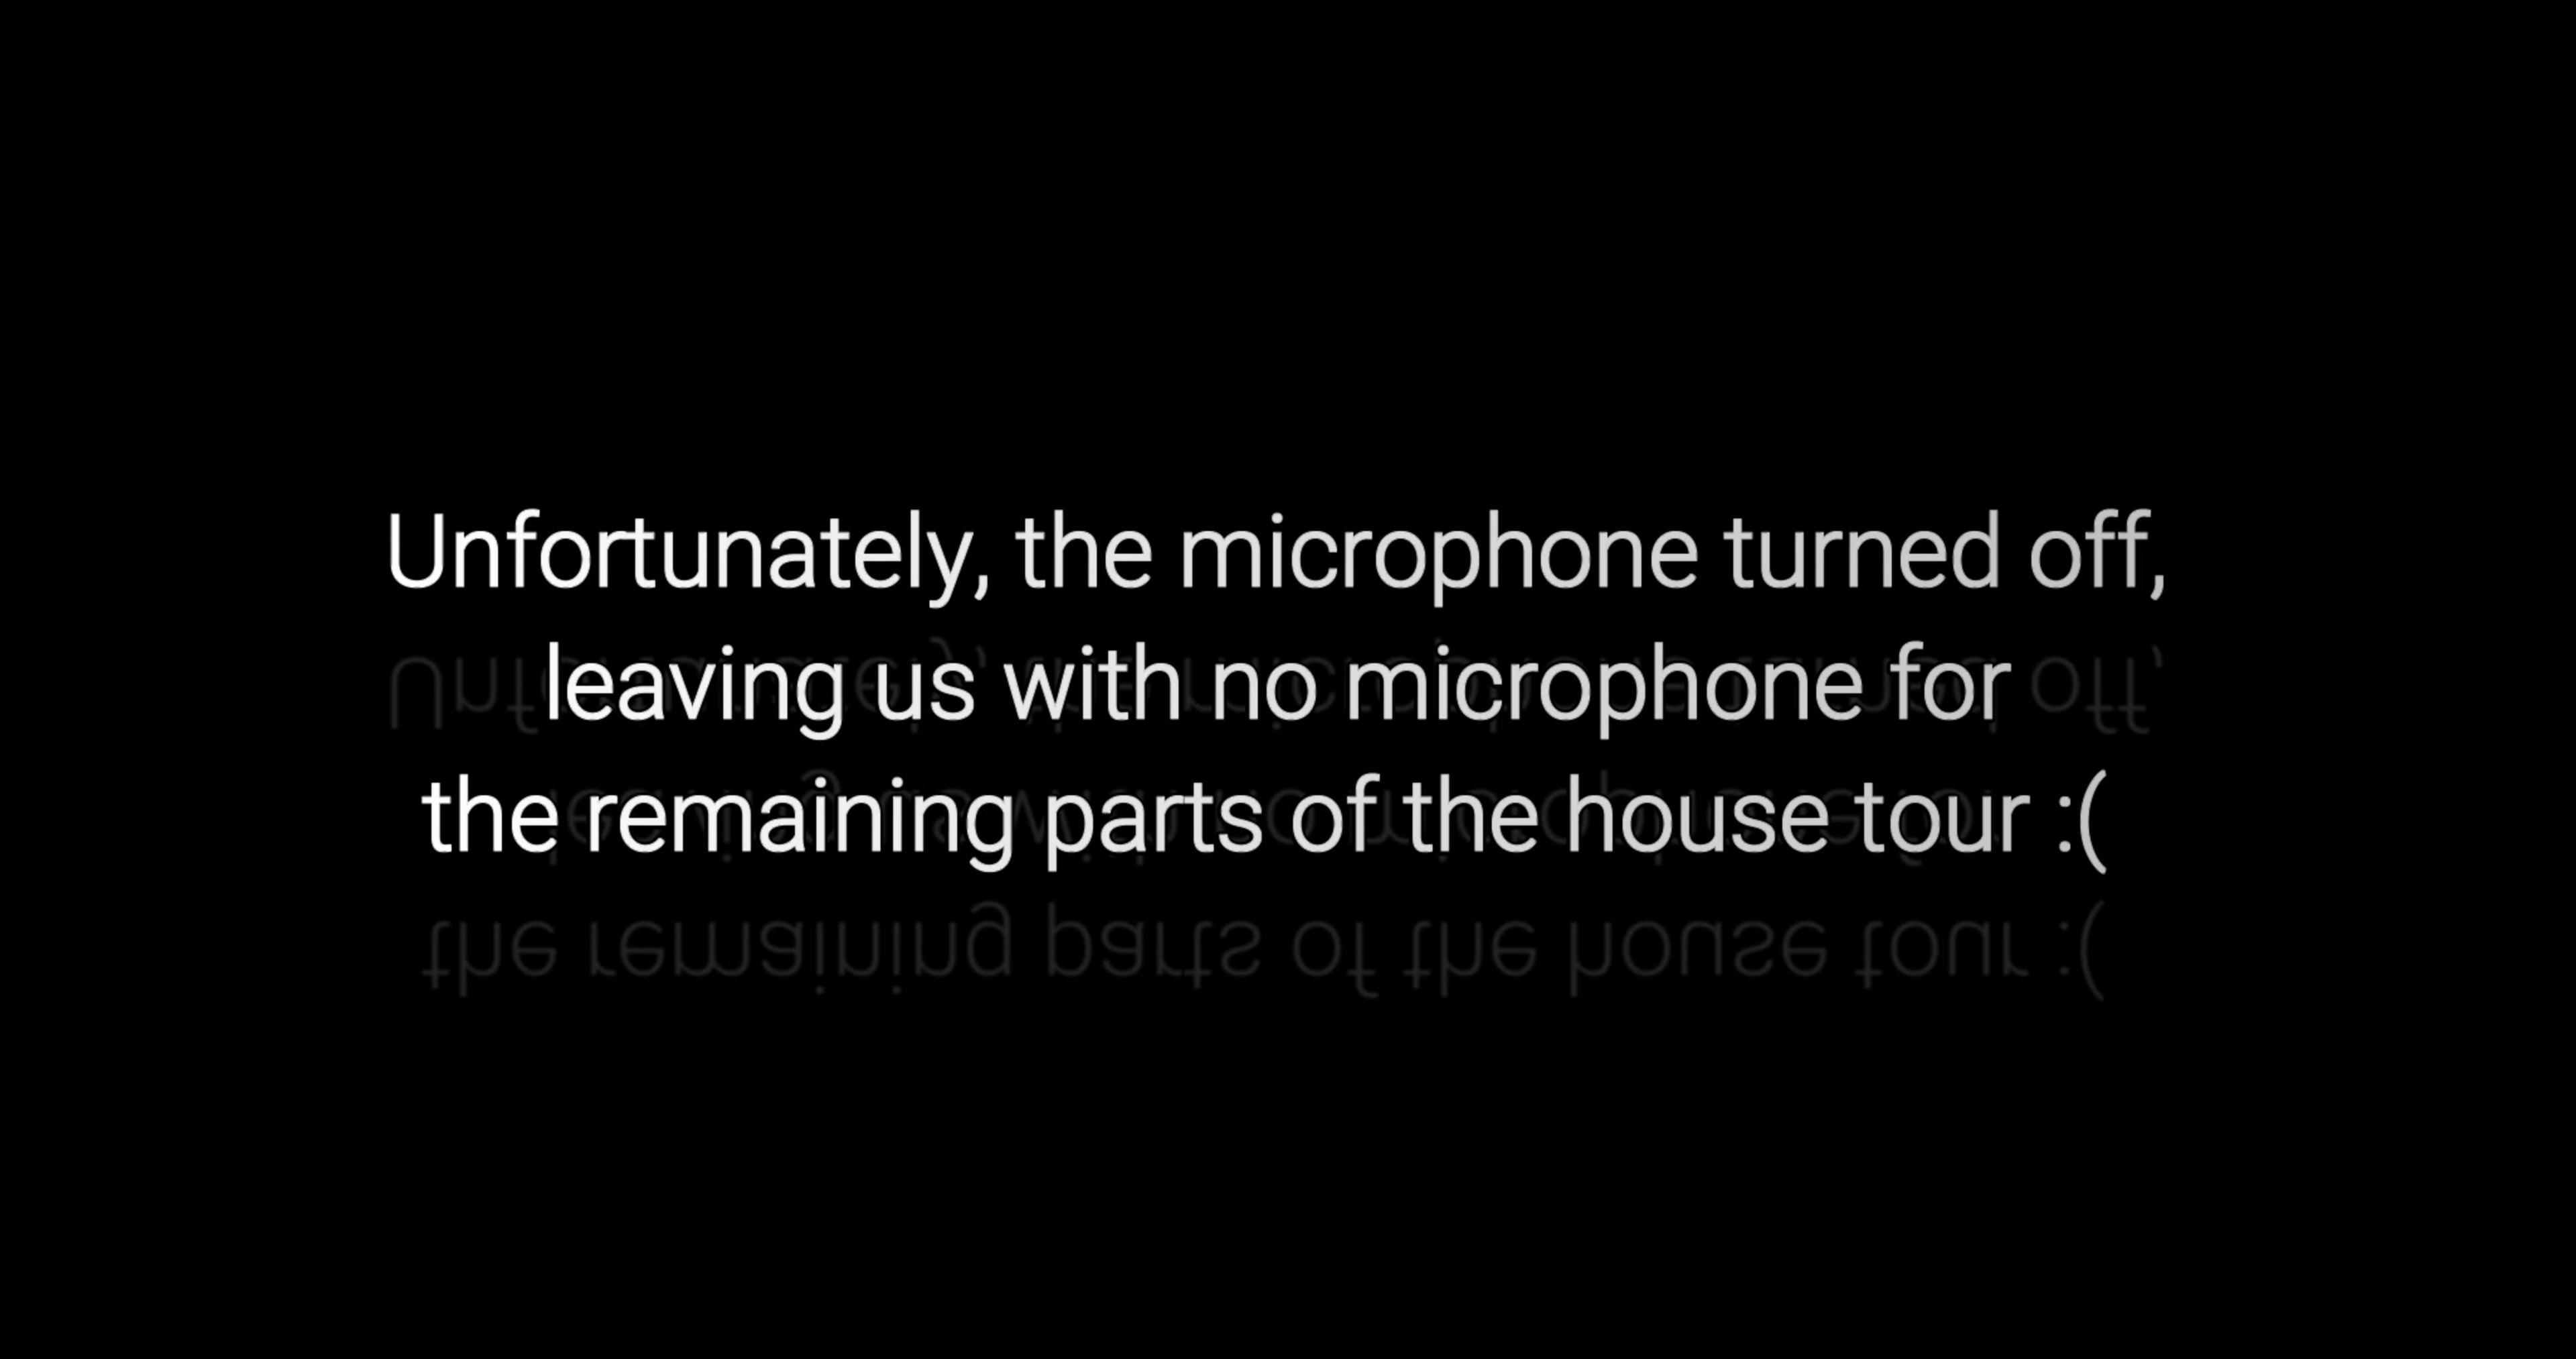 Unfortunately, the microphone turned off,
leaving us with no microphone for
the remaining parts of the house tour :(